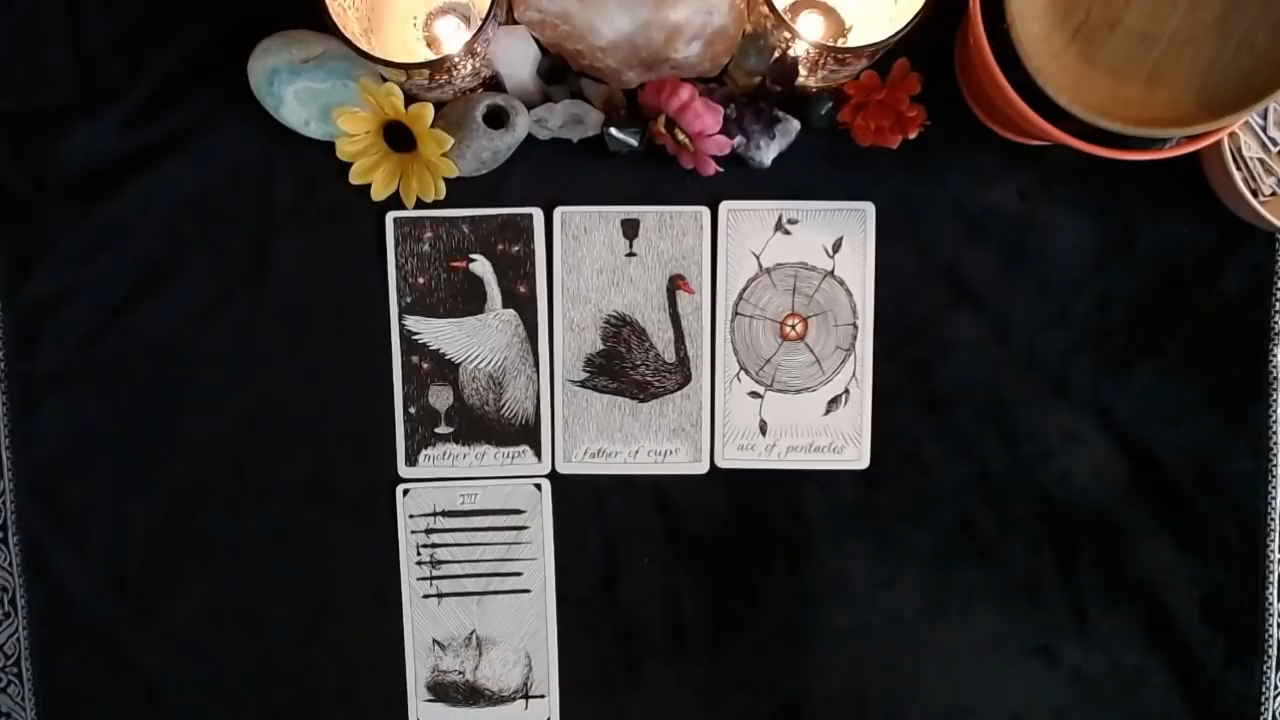 mother of cups
father of cups
ace of pentacles
VII